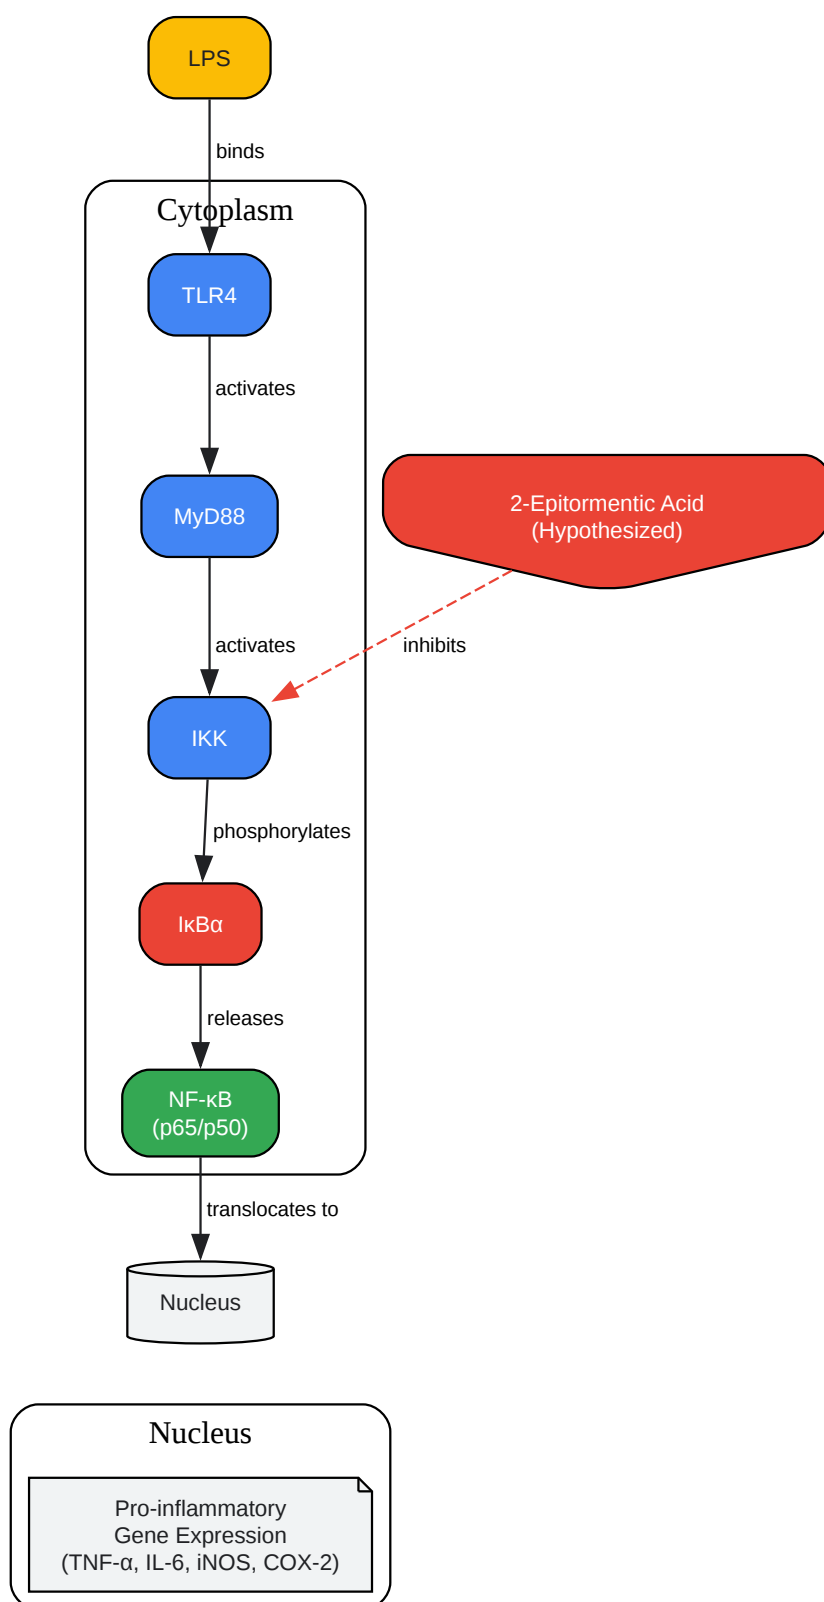 LPS
binds
Cytoplasm
TLR4
activates
MyD88
2-Epitormentic Acid
(Hypothesized)
activates
inhibits
IKK
phosphorylates
IκBα
releases
NF-κB
(p65/p50)
translocates to
Nucleus
Nucleus
Pro-inflammatory
Gene Expression
(TNF-α, IL-6, iNOS, COX-2)